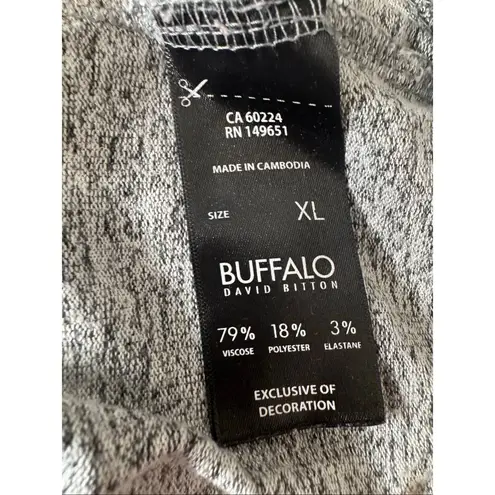 CA 60224
RN 149651
MADE IN CAMBODIA
SIZE XL
BUFFALO
DAVID BITTON
79% 18% 3%
VISCOSE POLYESTER ELASTANE
EXCLUSIVE OF
DECORATION